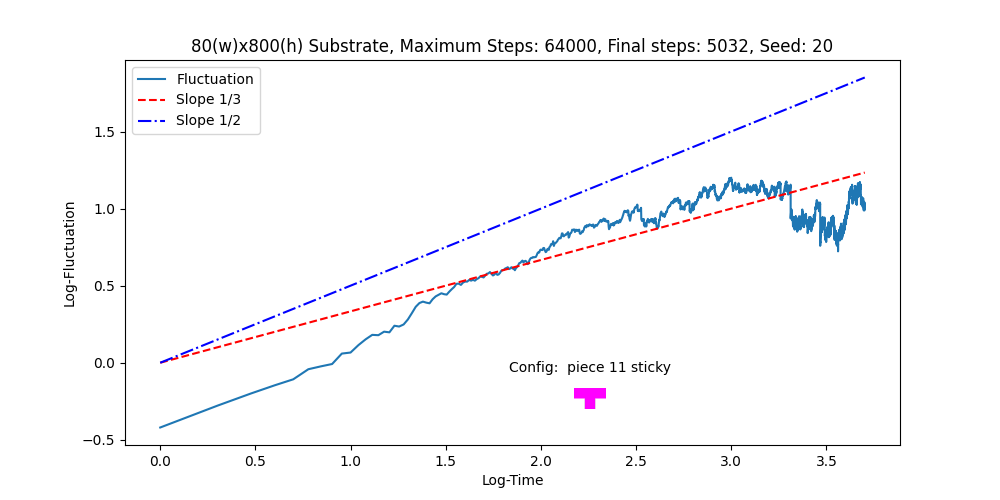 80(w)x800(h) Substrate, Maximum Steps: 64000, Final steps: 5032, Seed: 20
Fluctuation
Slope 1/3
Slope 1/2
Log-Fluctuation
1.5
1.0
0.5
0.0
−0.5
Config:  piece 11 sticky
0.0 0.5 1.0 1.5 2.0 2.5 3.0 3.5
Log-Time